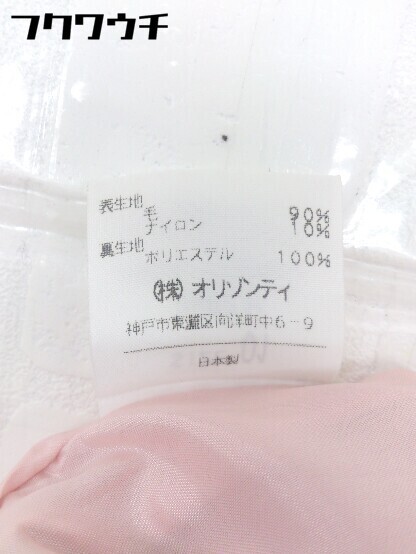 フクワウチ
表生地
毛 90%
ナイロン 10%
裏生地
ポリエステル 100%
(株) オリゾンティ
神戸市東灘区向洋町中6-9
日本製